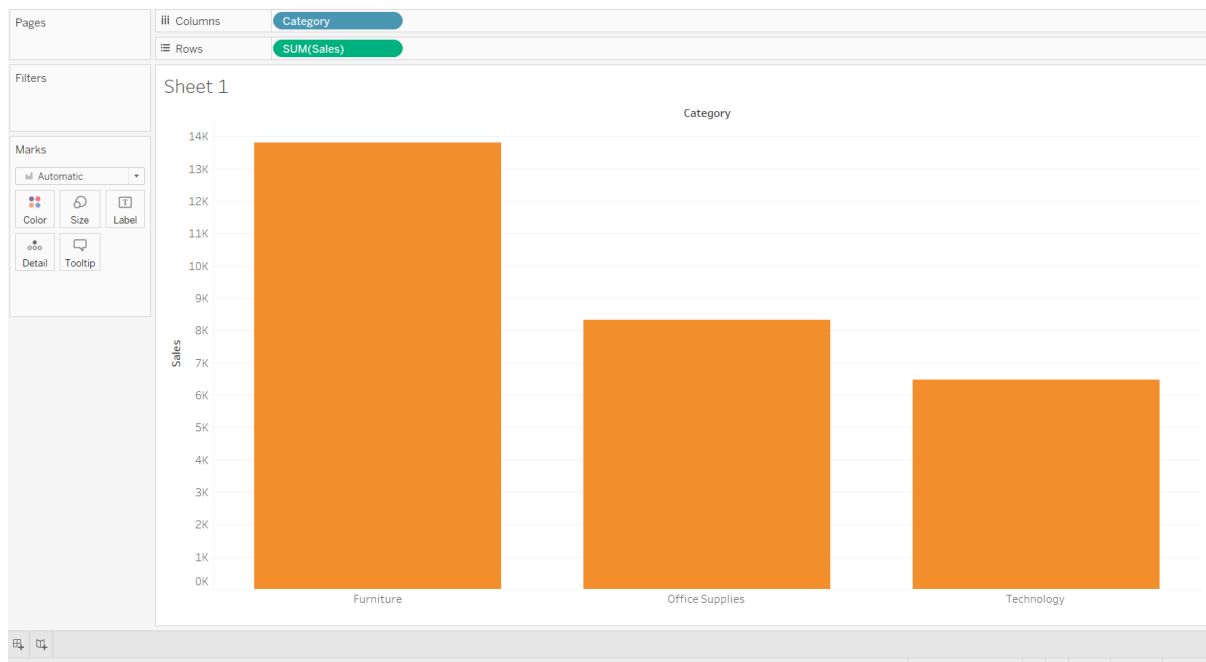 Pages
Columns
Category
Rows
SUM(Sales)
Filters
Sheet 1
Category
Marks
Automatic
Color Size Label
Detail Tooltip
14K
13K
12K
11K
10K
9K
8K
7K
6K
5K
4K
3K
2K
1K
0K
Sales
Furniture Office Supplies Technology